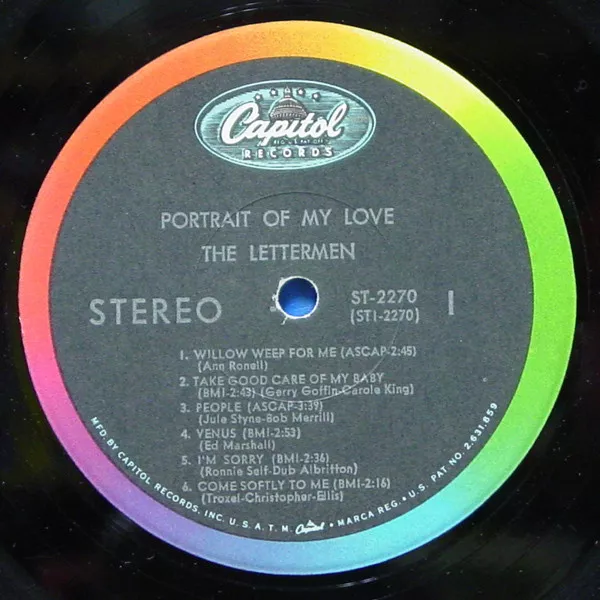 Capitol
RECORDS
PORTRAIT OF MY LOVE
THE LETTERMEN
STEREO
ST-2270
(ST1-2270)
1
1. WILLOW WEEP FOR ME (ASCAP-2:45)
(Ann Ronell)
2. TAKE GOOD CARE OF MY BABY
(BMI-2:43) (Gerry Goffin-Carole King)
3. PEOPLE (ASCAP-3:39)
(Jule Styne-Bob Merrill)
4. VENUS (BMI-2:53)
(Ed Marshall)
5. I'M SORRY (BMI-2:36)
(Ronnie Self-Dub Albritton)
6. COME SOFTLY TO ME (BMI-2:16)
(Troxel-Christopher-Ellis)
MFD. BY CAPITOL RECORDS, INC. U.S.A. T.M. Capitol • MARCA REG. • U.S. PAT. NO. 2,631,859